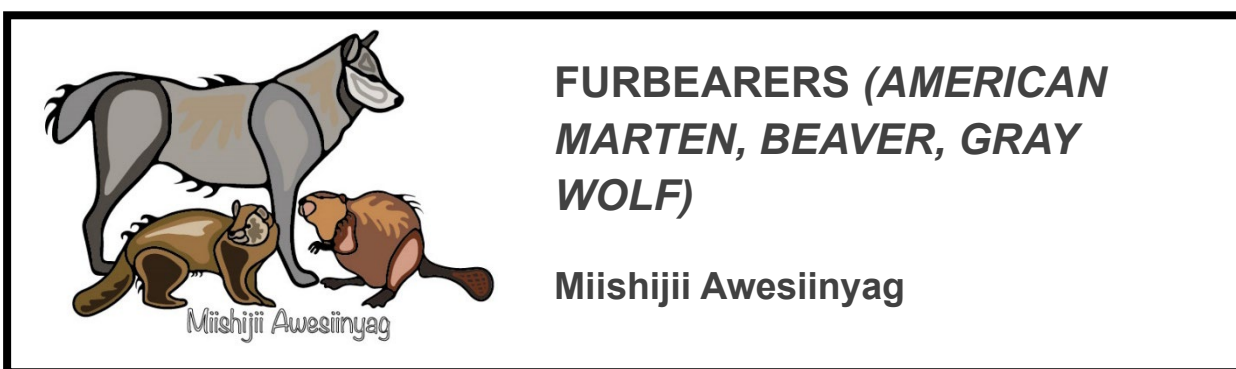 FURBEARERS (AMERICAN
MARTEN, BEAVER, GRAY
WOLF)
Miishijii Awesiinyag
Miishijii Awesiinyag